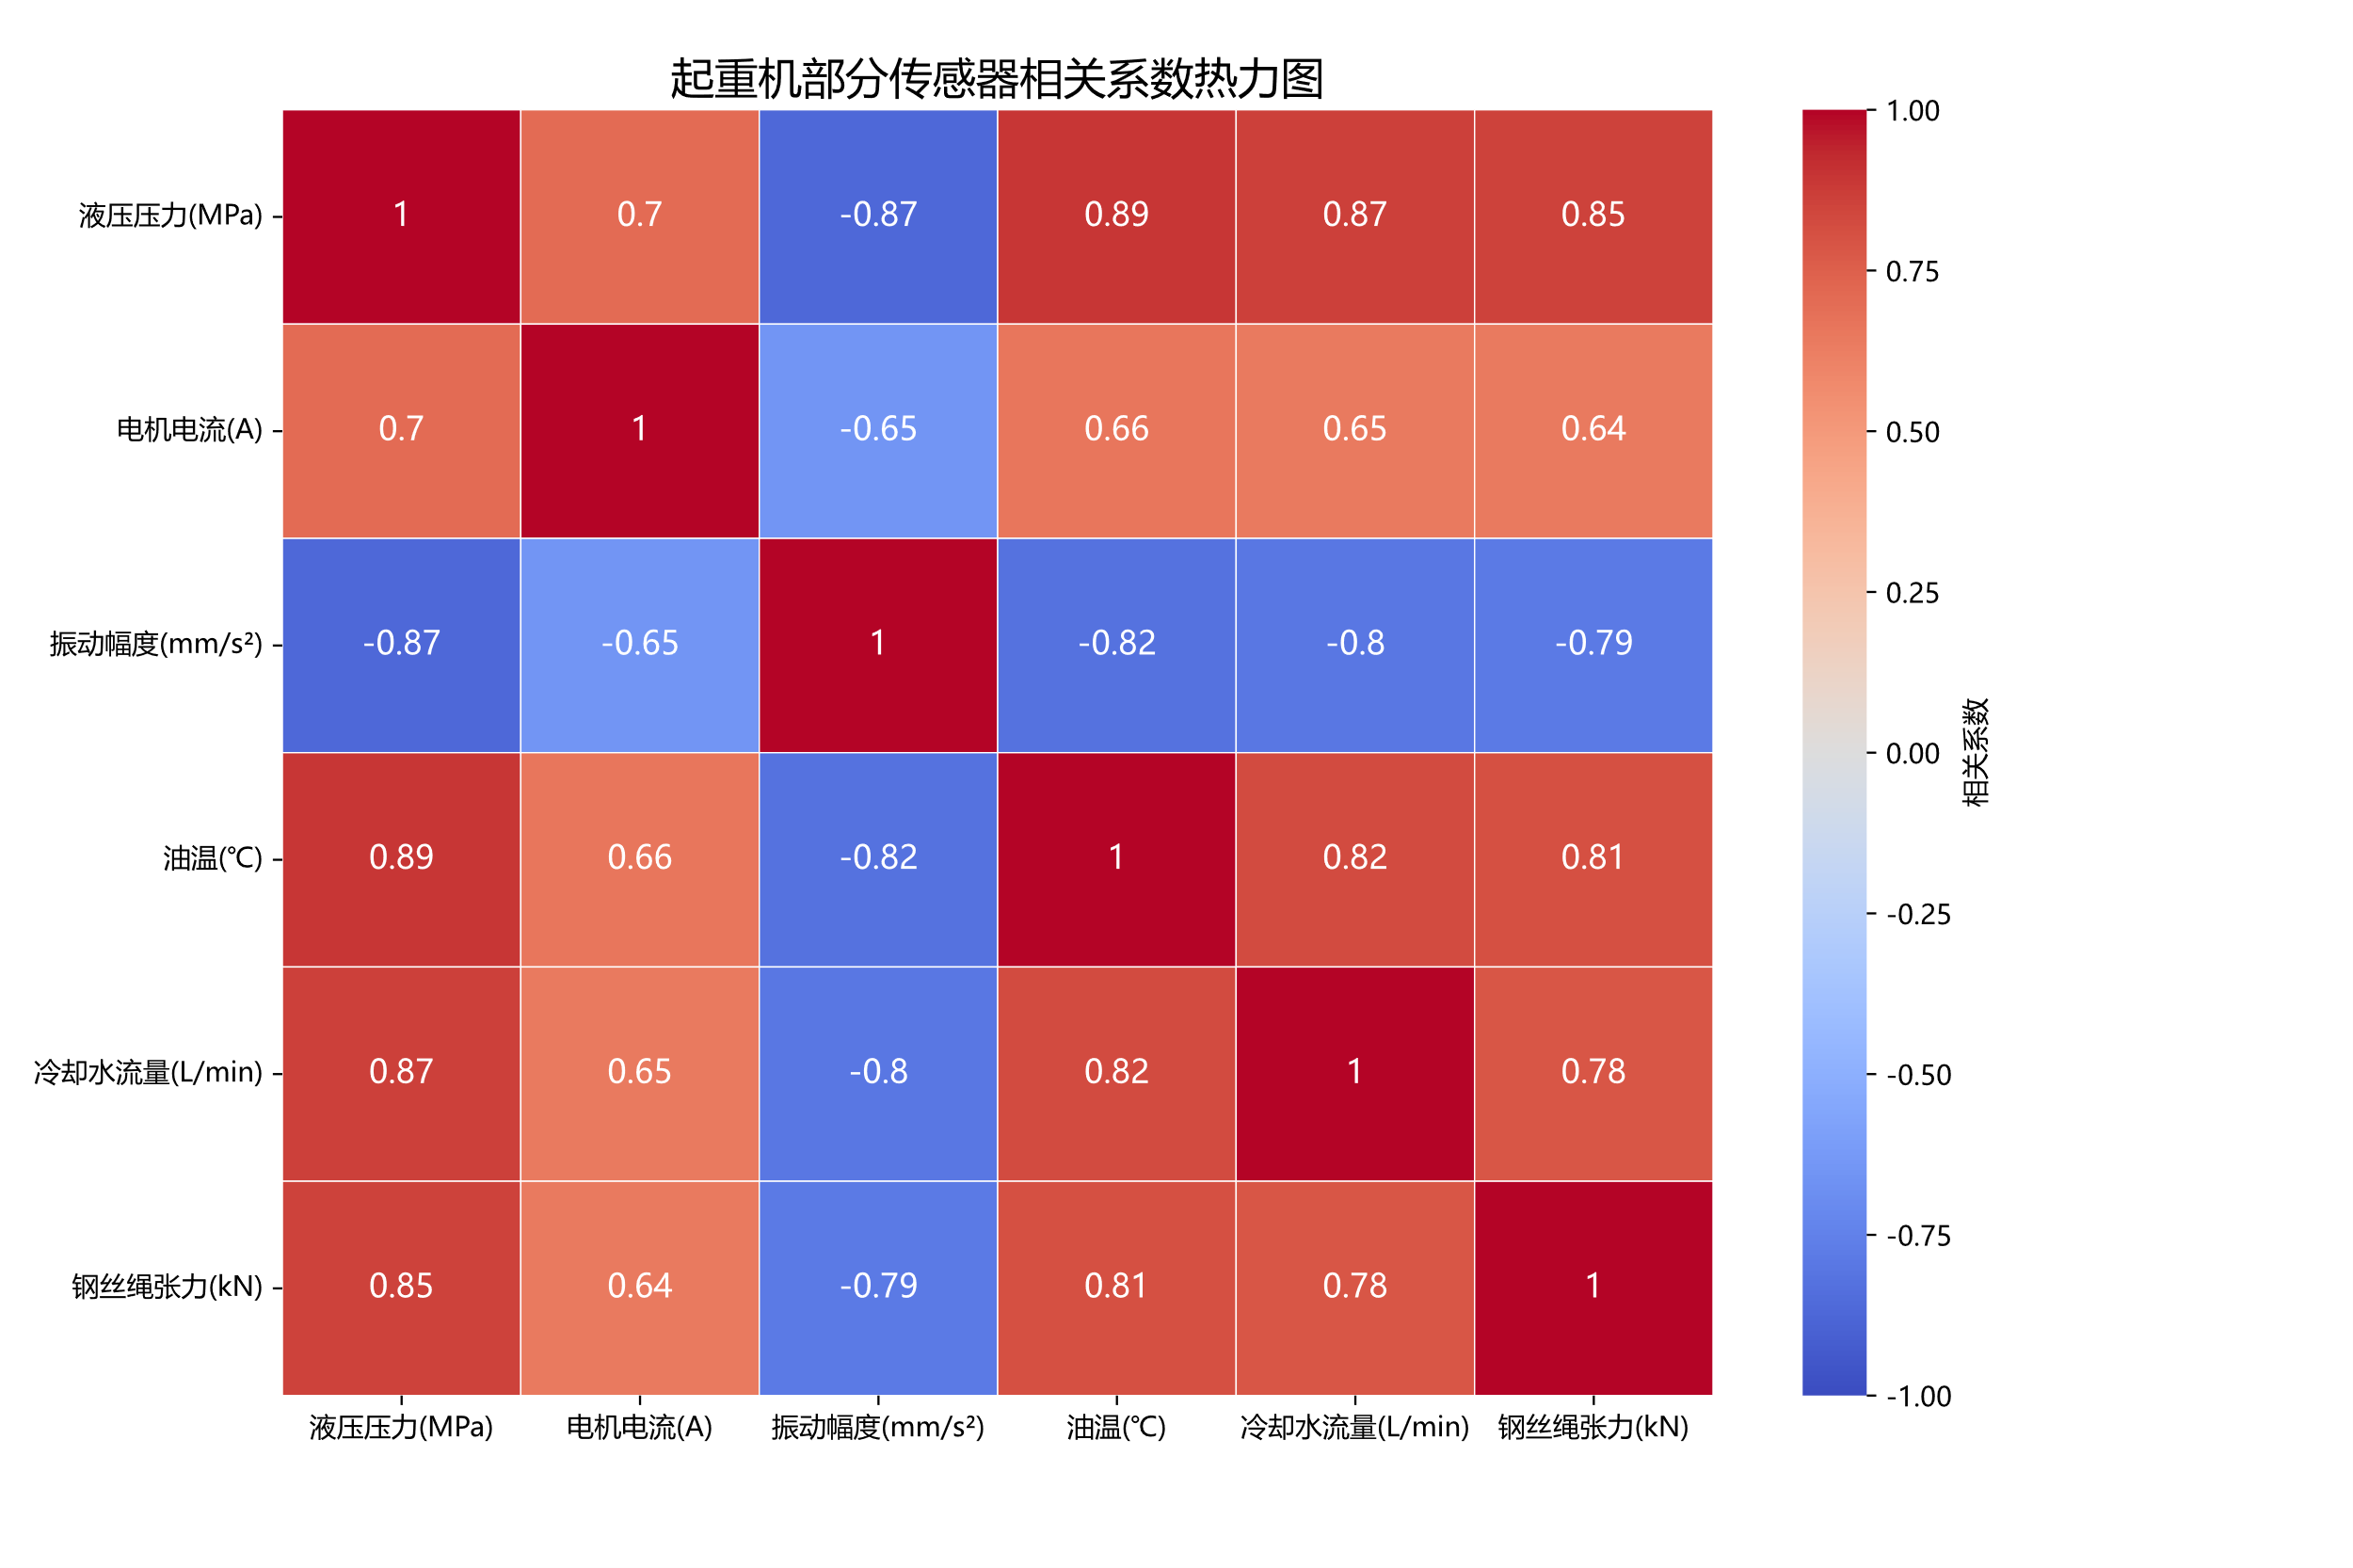 起重机部分传感器相关系数热力图
液压压力(MPa) 1 0.7 -0.87 0.89 0.87 0.85
电机电流(A) 0.7 1 -0.65 0.66 0.65 0.64
振动幅度(mm/s²) -0.87 -0.65 1 -0.82 -0.8 -0.79
油温(℃) 0.89 0.66 -0.82 1 0.82 0.81
冷却水流量(L/min) 0.87 0.65 -0.8 0.82 1 0.78
钢丝绳张力(kN) 0.85 0.64 -0.79 0.81 0.78 1
液压压力(MPa) 电机电流(A) 振动幅度(mm/s²) 油温(℃) 冷却水流量(L/min) 钢丝绳张力(kN)
1.00
0.75
0.50
0.25
0.00
-0.25
-0.50
-0.75
-1.00
相关系数